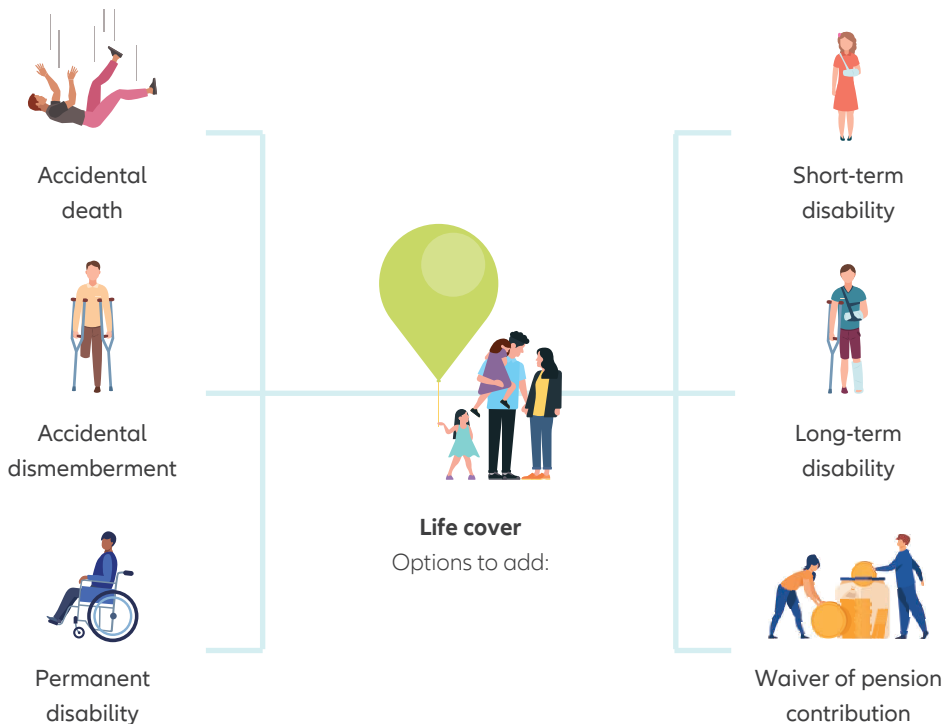 Accidental
death
Accidental
dismemberment
Permanent
disability
Life cover
Options to add:
Short-term
disability
Long-term
disability
Waiver of pension
contribution